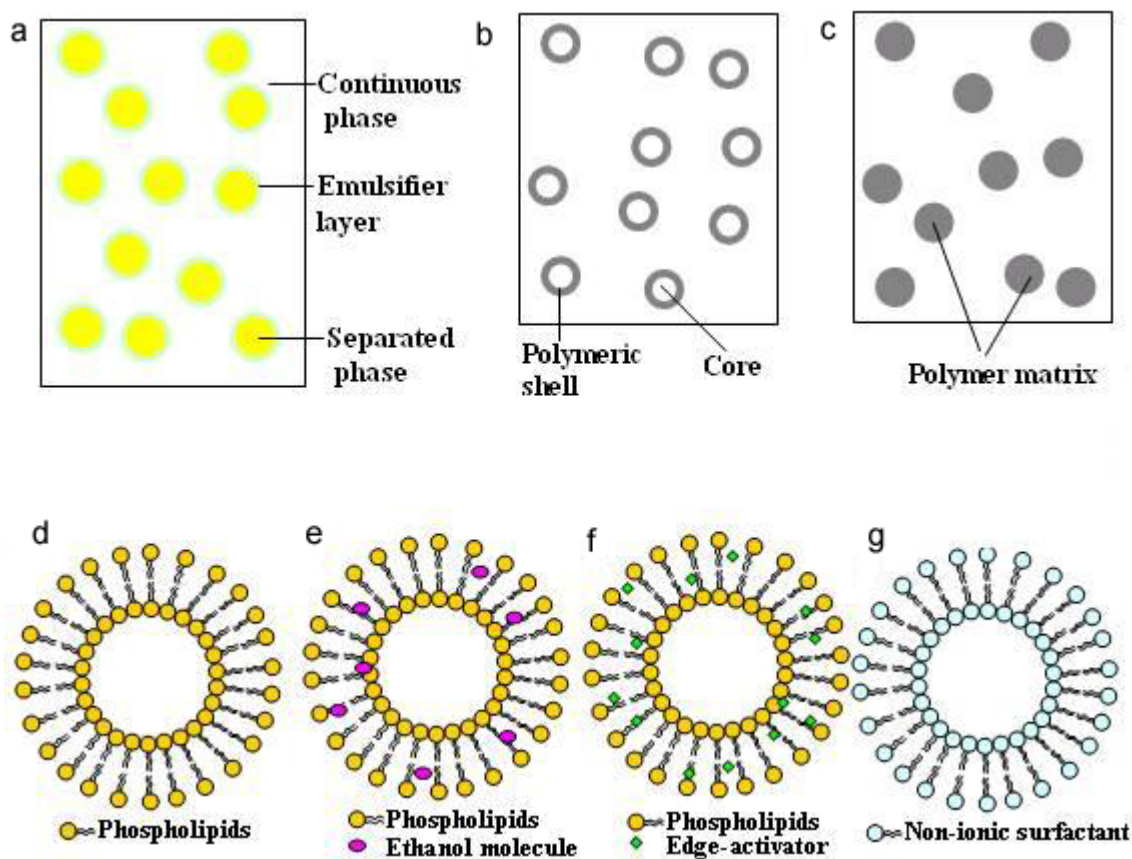 a
b
c
Continuous
phase
Emulsifier
layer
Separated
phase
Polymeric
shell
Core
Polymer matrix
d
e
f
g
Phospholipids
Phospholipids
Ethanol molecule
Phospholipids
Edge-activator
Non-ionic surfactant